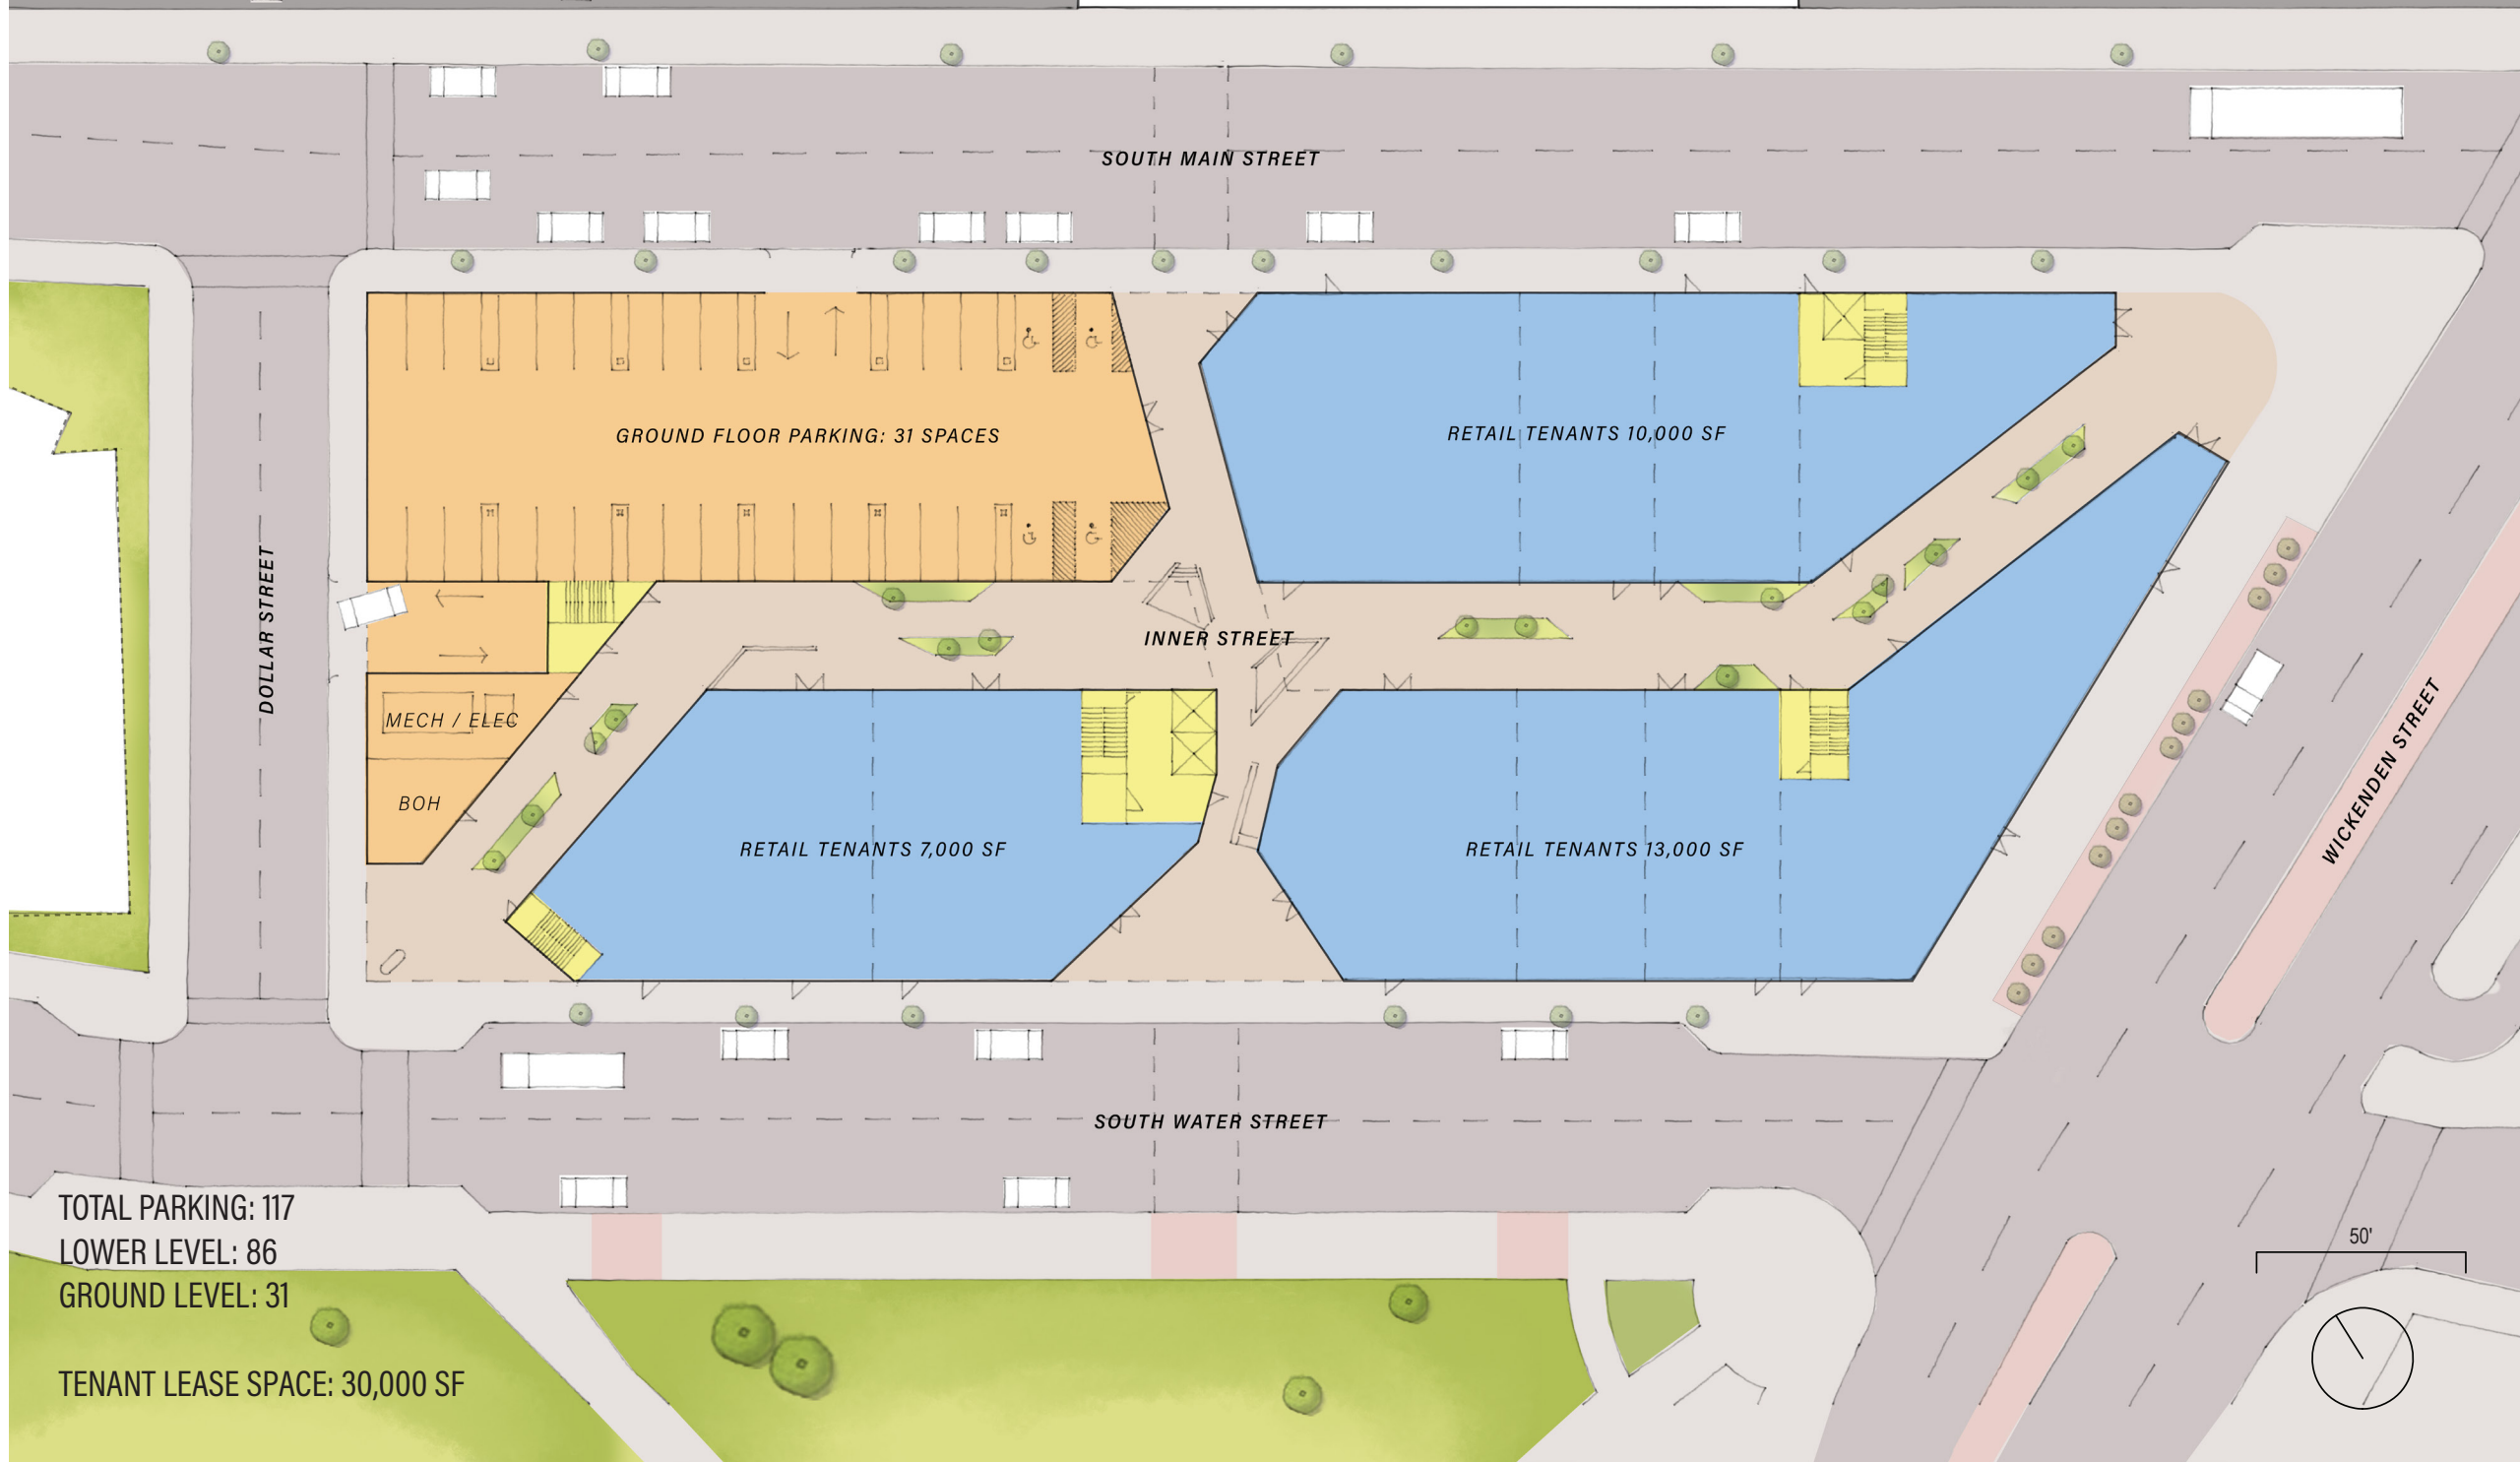 SOUTH MAIN STREET
GROUND FLOOR PARKING: 31 SPACES
RETAIL TENANTS 10,000 SF
DOLLAR STREET
INNER STREET
MECH / ELEC
BOH
RETAIL TENANTS 7,000 SF
RETAIL TENANTS 13,000 SF
WICKENDEN STREET
SOUTH WATER STREET
TOTAL PARKING: 117
LOWER LEVEL: 86
GROUND LEVEL: 31
TENANT LEASE SPACE: 30,000 SF
50'